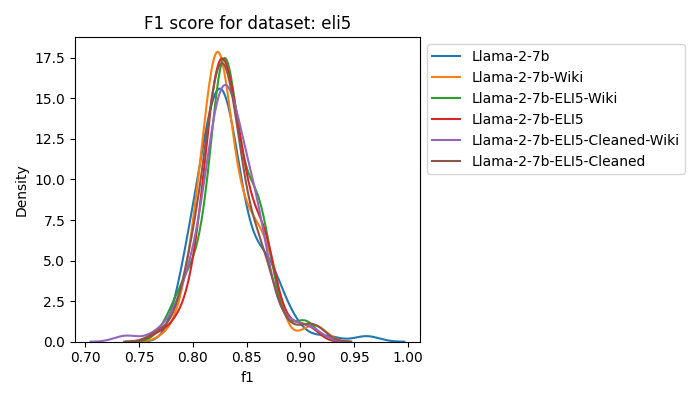 F1 score for dataset: eli5
Llama-2-7b
Llama-2-7b-Wiki
Llama-2-7b-ELI5-Wiki
Llama-2-7b-ELI5
Llama-2-7b-ELI5-Cleaned-Wiki
Llama-2-7b-ELI5-Cleaned
Density
17.5
15.0
12.5
10.0
7.5
5.0
2.5
0.0
0.70 0.75 0.80 0.85 0.90 0.95 1.00
f1